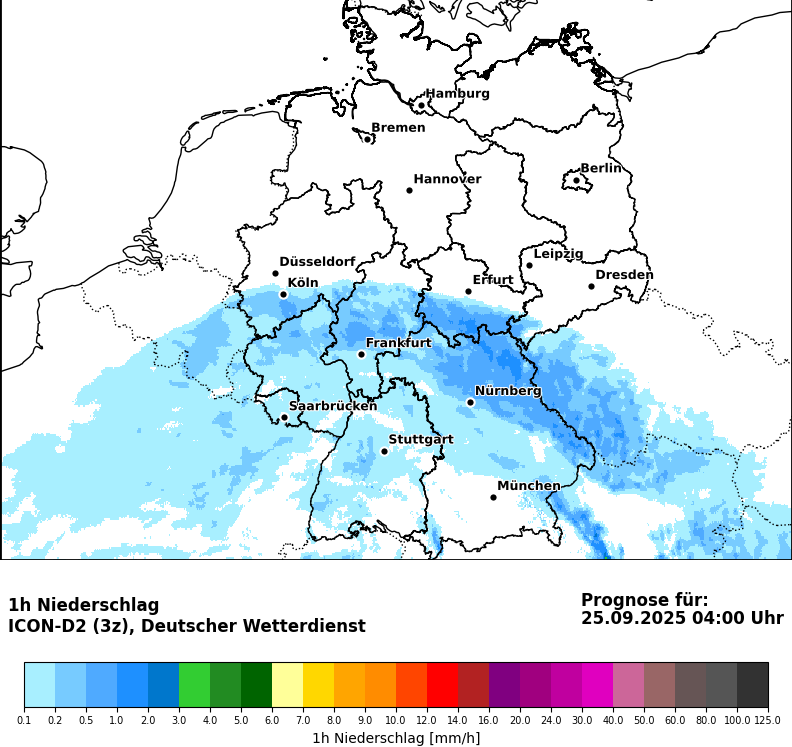 Hamburg
Bremen
Berlin
Hannover
Leipzig
Düsseldorf
Dresden
Köln
Erfurt
Frankfurt
Nürnberg
Saarbrücken
Stuttgart
München
1h Niederschlag
ICON-D2 (3z), Deutscher Wetterdienst
Prognose für:
25.09.2025 04:00 Uhr
0.1 0.2 0.5 1.0 2.0 3.0 4.0 5.0 6.0 7.0 8.0 9.0 10.0 12.0 14.0 16.0 20.0 24.0 30.0 40.0 50.0 60.0 80.0 100.0 125.0
1h Niederschlag [mm/h]